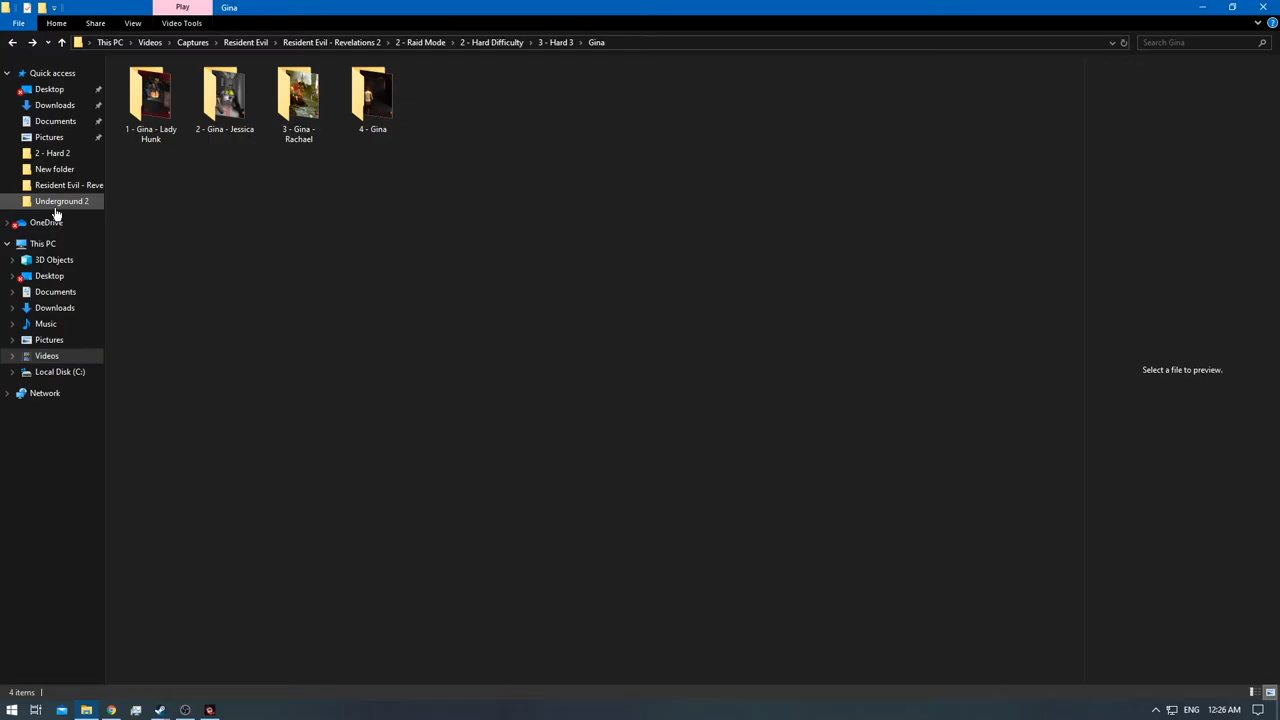 Play
Gina
File
Home
Share
View
Video Tools
This PC
Videos
Captures
Resident Evil
Resident Evil - Revelations 2
2 - Raid Mode
2 - Hard Difficulty
3 - Hard 3
Gina
Search Gina
Quick access
Desktop
Downloads
Documents
Pictures
2 - Hard 2
New folder
Resident Evil - Reve
Underground 2
OneDrive
This PC
3D Objects
Desktop
Documents
Downloads
Music
Pictures
Videos
Local Disk (C:)
Network
1 - Gina - Lady
Hunk
2 - Gina - Jessica
3 - Gina -
Rachael
4 - Gina
Select a file to preview.
4 items
ENG
12:26 AM